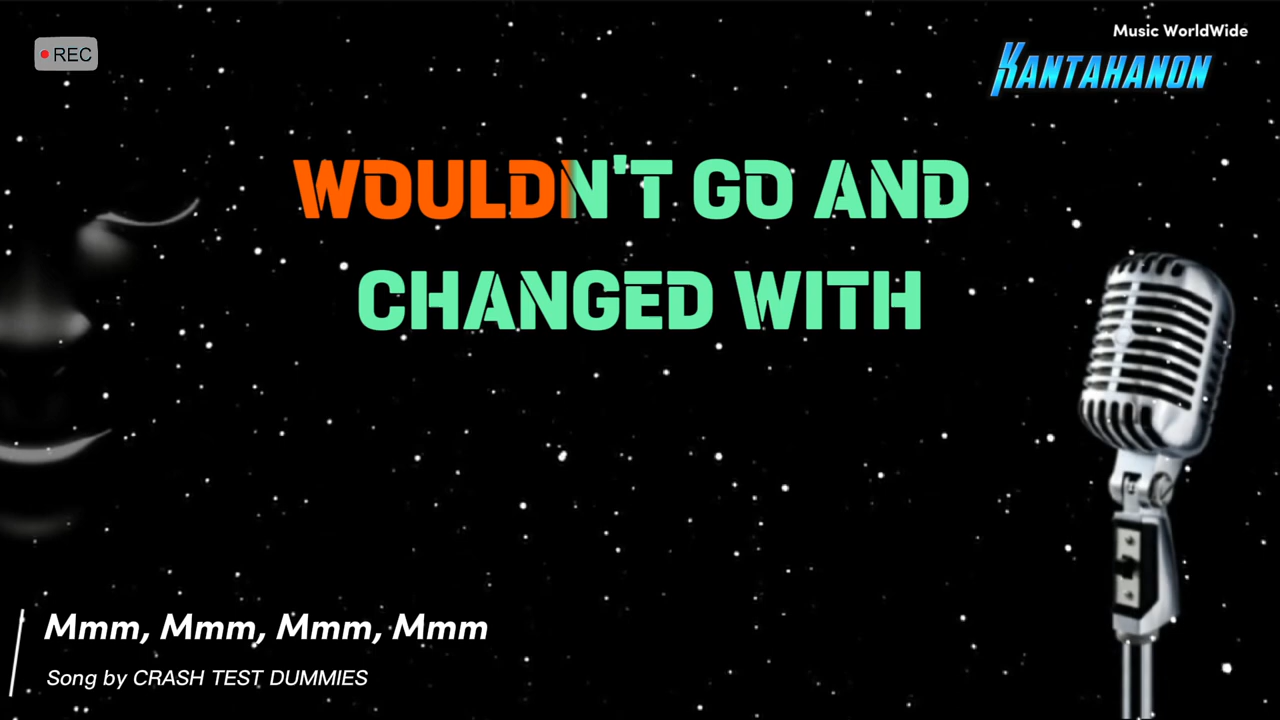 REC
Music WorldWide
KANTAHANON
WOULDN'T GO AND
CHANGED WITH
Mmm, Mmm, Mmm, Mmm
Song by CRASH TEST DUMMIES